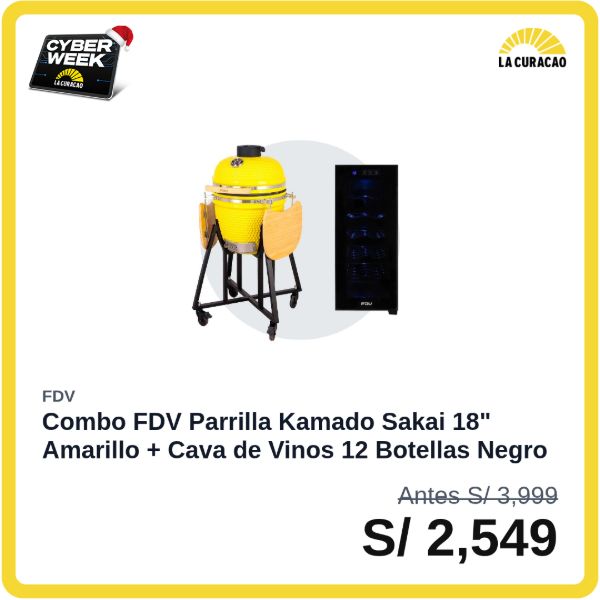 CYBER
WEEK
LA CURACAO
LA CURACAO
FDV
FDV
Combo FDV Parrilla Kamado Sakai 18"
Amarillo + Cava de Vinos 12 Botellas Negro
Antes S/ 3,999
S/ 2,549